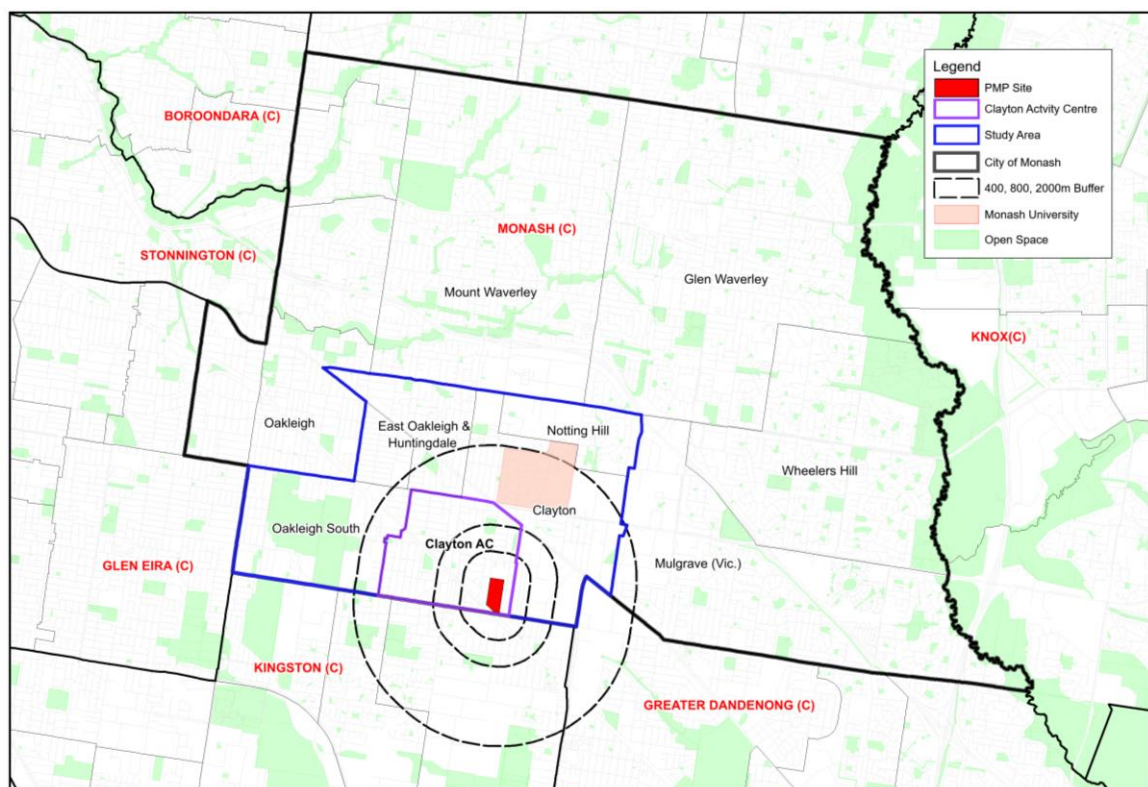 BOROONDARA (C)
STONNINGTON (C)
MONASH (C)
Mount Waverley
Glen Waverley
KNOX(C)
Oakleigh
East Oakleigh &
Huntingdale
Notting Hill
Wheelers Hill
Oakleigh South
Clayton
Clayton AC
Mulgrave (Vic.)
GLEN EIRA (C)
KINGSTON (C)
GREATER DANDENONG (C)
Legend
PMP Site
Clayton Actvity Centre
Study Area
City of Monash
400, 800, 2000m Buffer
Monash University
Open Space